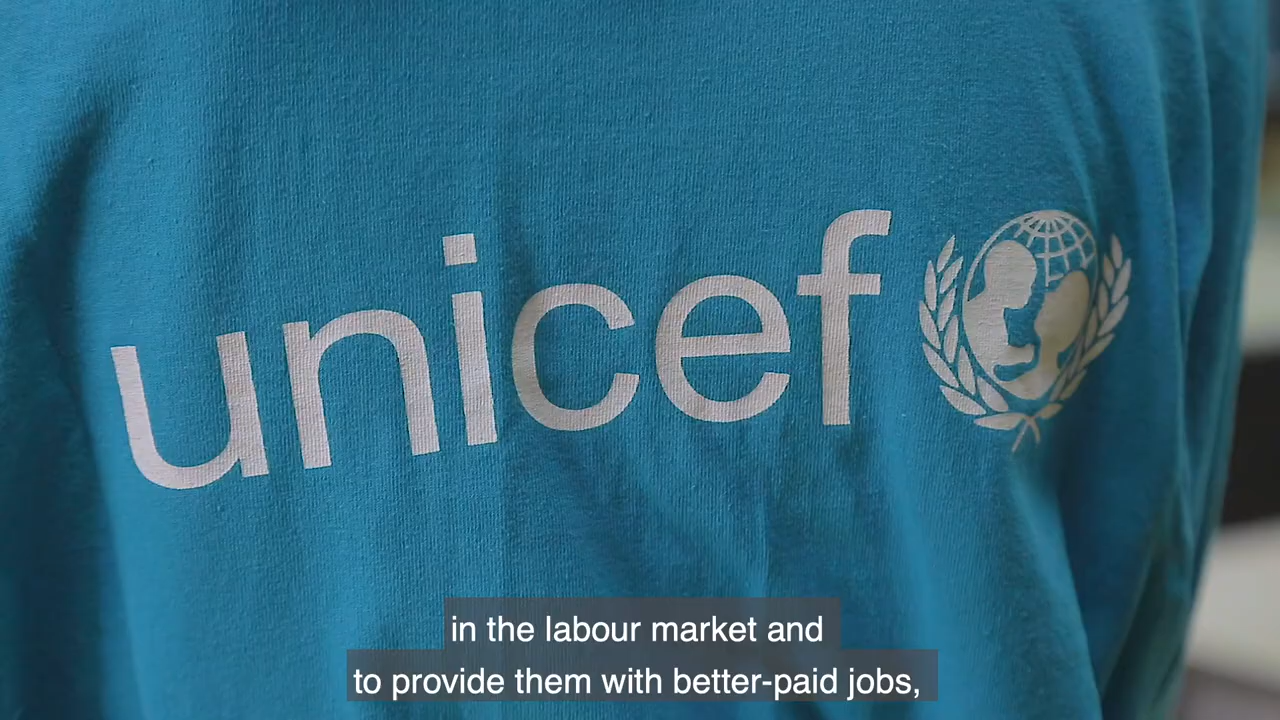 unicef
in the labour market and
to provide them with better-paid jobs,